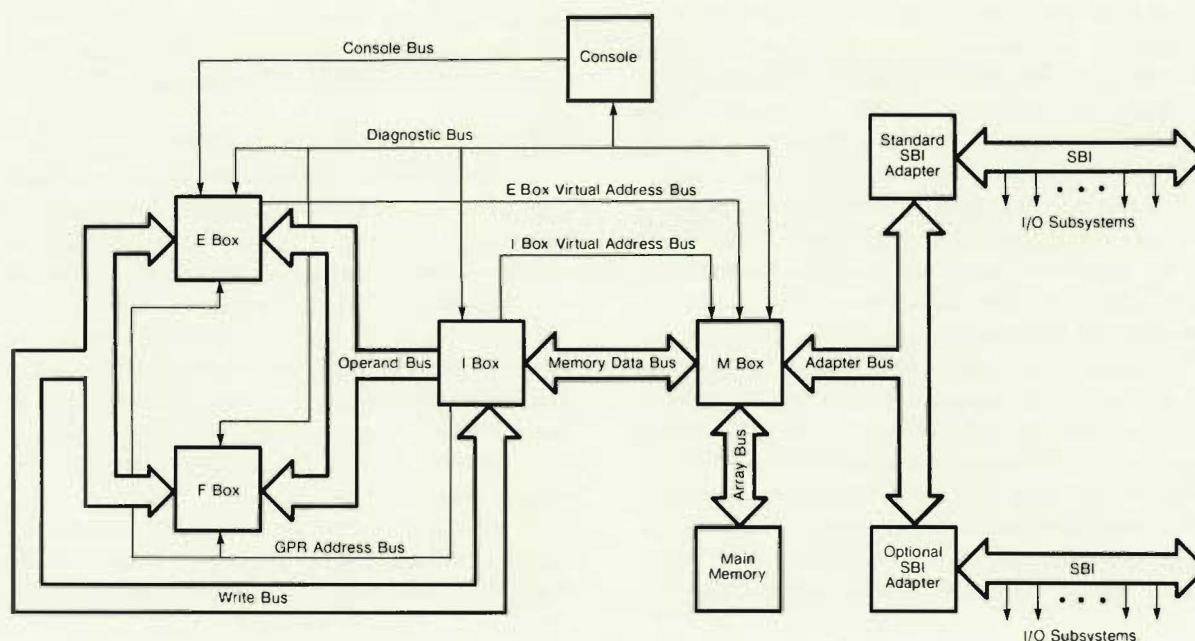 Console Bus
Console
Diagnostic Bus
Standard
SBI
Adapter
SBI
I/O Subsystems
E Box Virtual Address Bus
E Box
I Box Virtual Address Bus
Operand Bus
I Box
Memory Data Bus
M Box
Adapter Bus
Array Bus
F Box
GPR Address Bus
Write Bus
Main
Memory
Optional
SBI
Adapter
SBI
I/O Subsystems